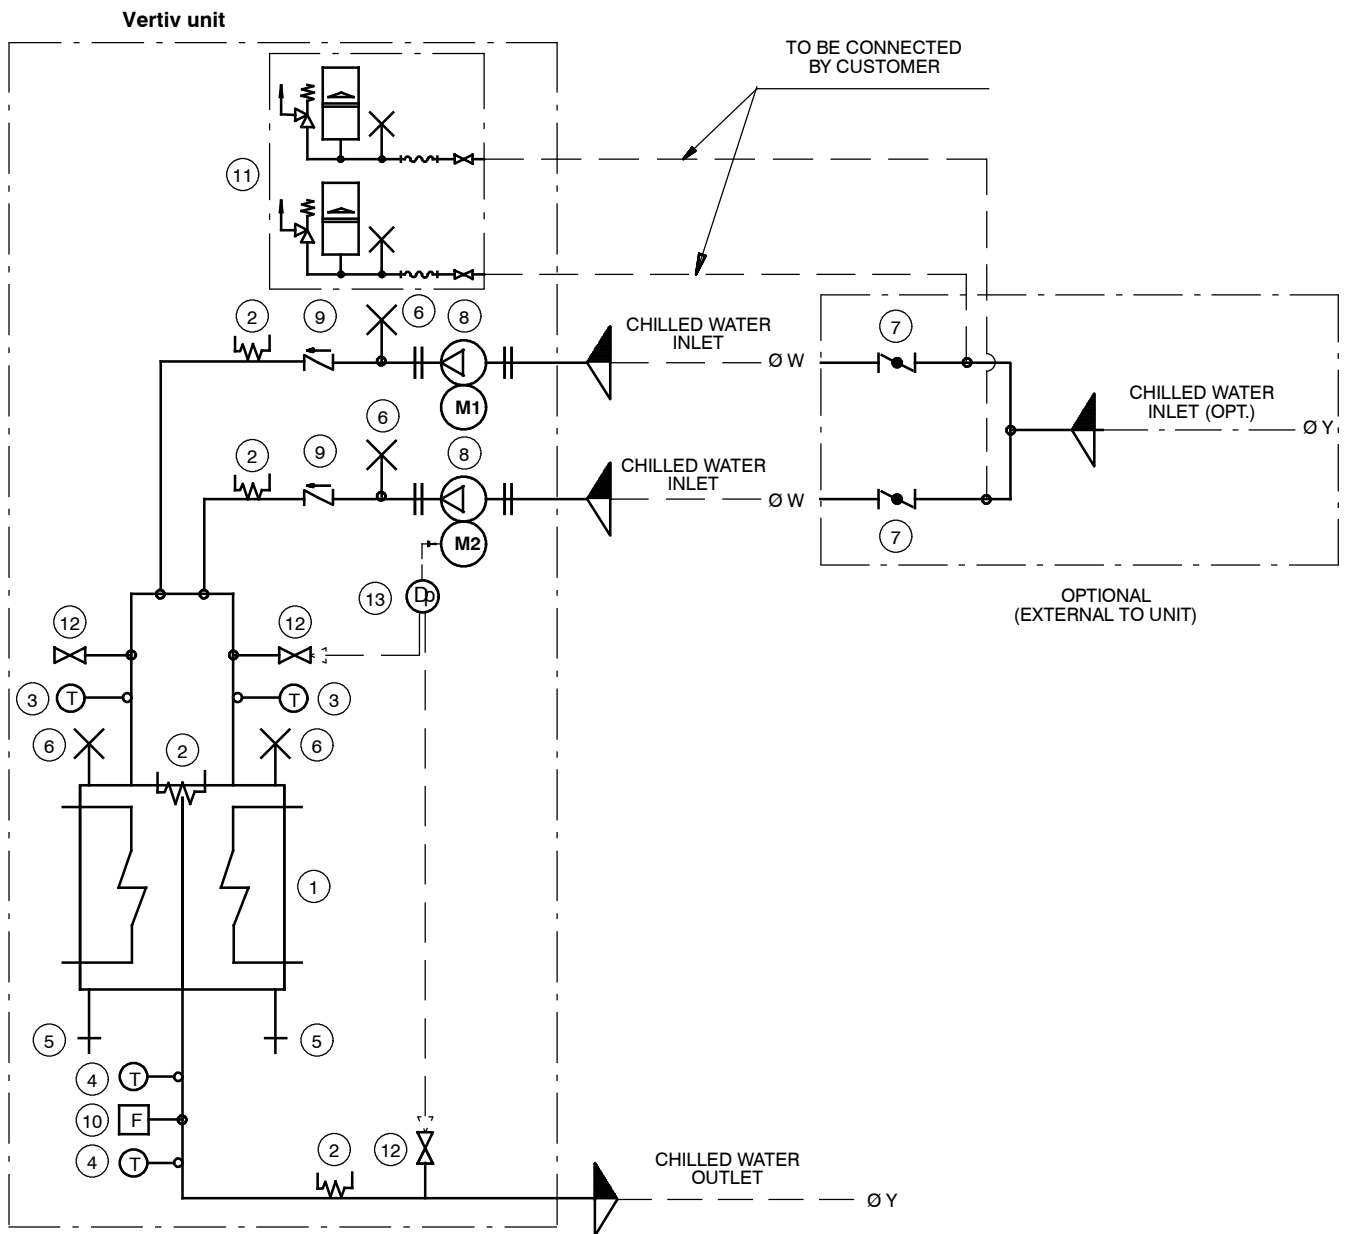 Vertiv unit
TO BE CONNECTED
BY CUSTOMER
11
2
9
6
8
CHILLED WATER
INLET
Ø W
7
M1
CHILLED WATER
INLET (OPT.)
Ø Y
6
2
9
8
CHILLED WATER
INLET
Ø W
7
M2
13
Dp
OPTIONAL
(EXTERNAL TO UNIT)
12
12
3
T
T
3
6
2
6
1
5
5
4
T
10
F
4
T
2
12
CHILLED WATER
OUTLET
Ø Y